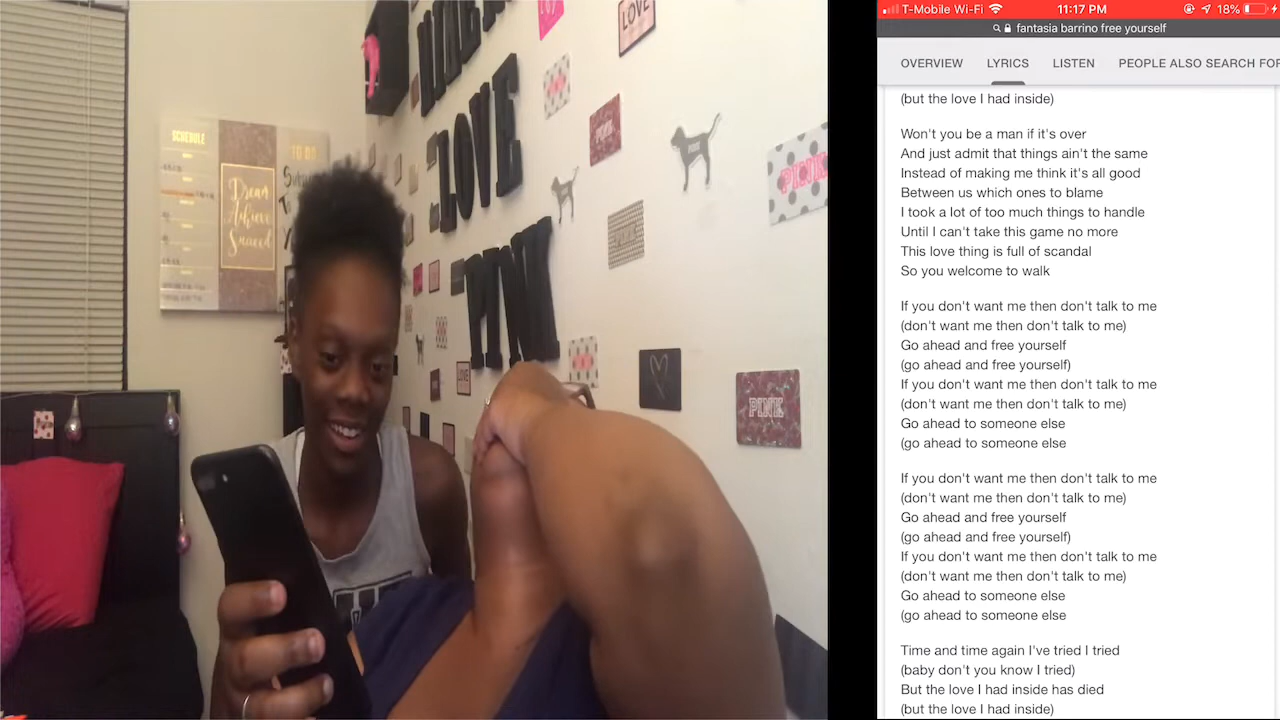 SCHEDULE
TO DO
Dream
Achieve
Succeed
LOVE
PINK
LOVE
PINK
PINK
PINK
LOVE
T-Mobile Wi-Fi
11:17 PM
18%
fantasia barrino free yourself
OVERVIEW
LYRICS
LISTEN
PEOPLE ALSO SEARCH FOR
(but the love I had inside)
Won't you be a man if it's over
And just admit that things ain't the same
Instead of making me think it's all good
Between us which ones to blame
I took a lot of too much things to handle
Until I can't take this game no more
This love thing is full of scandal
So you welcome to walk
If you don't want me then don't talk to me
(don't want me then don't talk to me)
Go ahead and free yourself
(go ahead and free yourself)
If you don't want me then don't talk to me
(don't want me then don't talk to me)
Go ahead to someone else
(go ahead to someone else
If you don't want me then don't talk to me
(don't want me then don't talk to me)
Go ahead and free yourself
(go ahead and free yourself)
If you don't want me then don't talk to me
(don't want me then don't talk to me)
Go ahead to someone else
(go ahead to someone else
Time and time again I've tried I tried
(baby don't you know I tried)
But the love I had inside has died
(but the love I had inside)